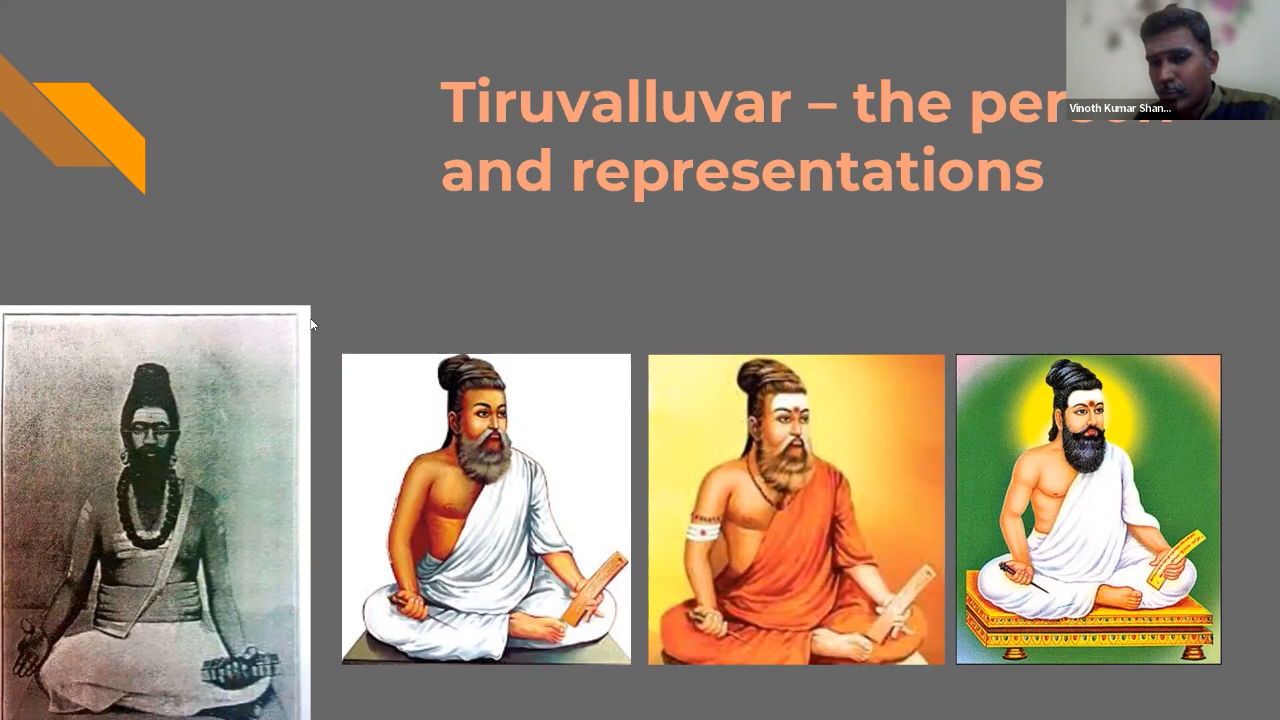 Tiruvalluvar – the person
and representations
Vinoth Kumar Shan...